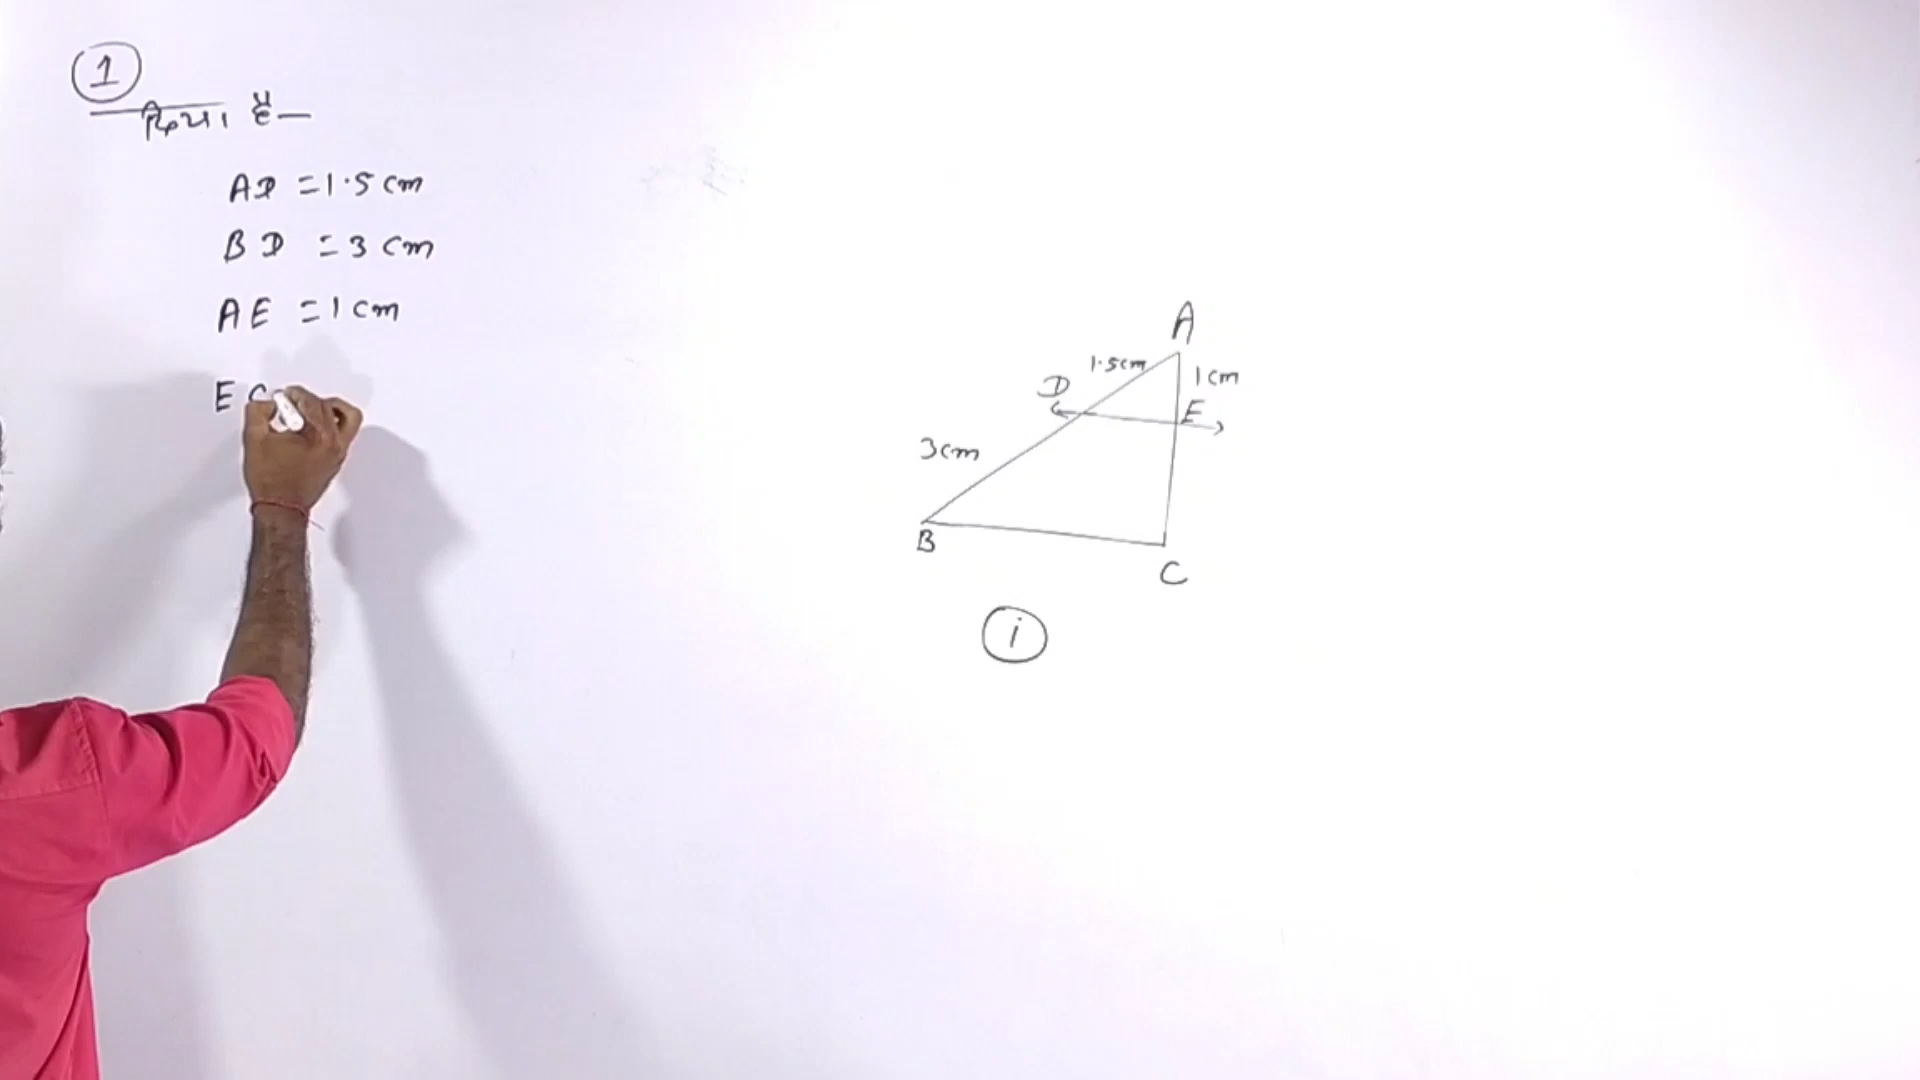 1
दिया है—
AD = 1.5 cm
BD = 3 cm
AE = 1 cm
E C
A
1.5cm
1cm
D
E
3cm
B
C
i